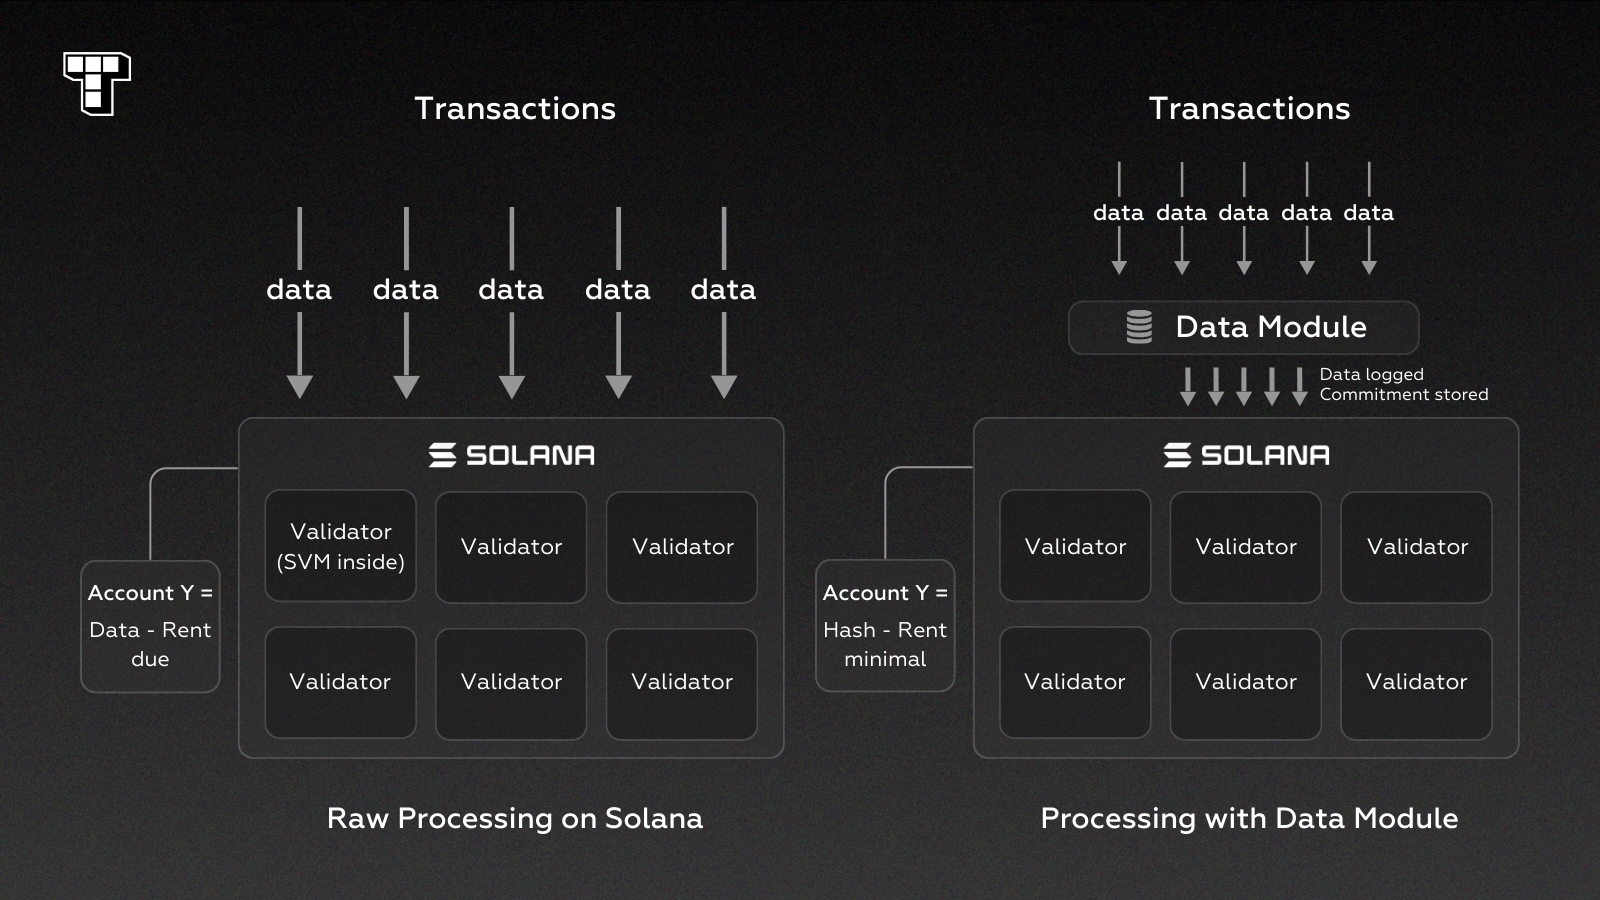 Transactions
data data data data data
SOLANA
Validator
(SVM inside)
Validator
Validator
Validator
Validator
Validator
Account Y =
Data - Rent
due
Raw Processing on Solana
Transactions
data data data data data
Data Module
Data logged
Commitment stored
SOLANA
Validator
Validator
Validator
Validator
Validator
Validator
Account Y =
Hash - Rent
minimal
Processing with Data Module